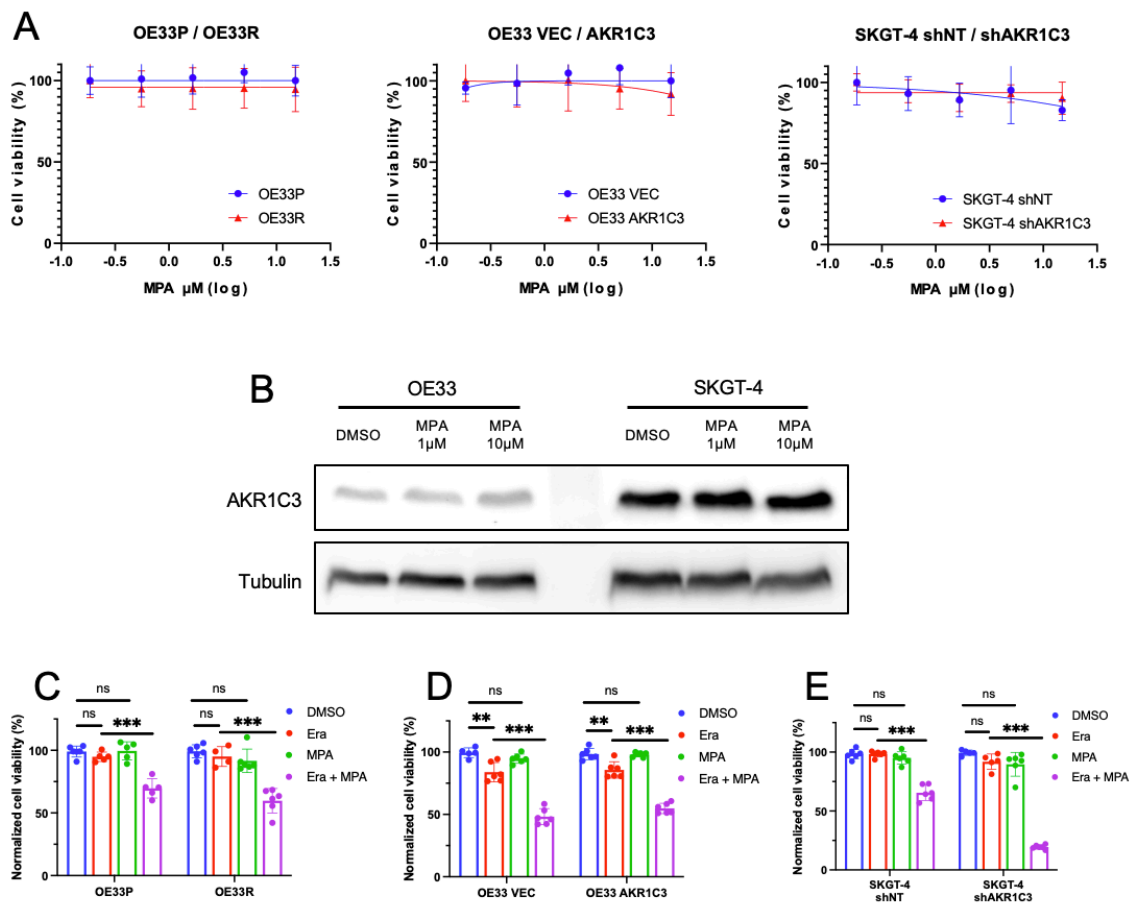 A
OE33P / OE33R
Cell viability (%)
100
50
0
-1.0 -0.5 0.0 0.5 1.0 1.5
MPA µM (log)
OE33P
OE33R
OE33 VEC / AKR1C3
Cell viability (%)
100
50
0
-1.0 -0.5 0.0 0.5 1.0 1.5
MPA µM (log)
OE33 VEC
OE33 AKR1C3
SKGT-4 shNT / shAKR1C3
Cell viability (%)
100
50
0
-1.0 -0.5 0.0 0.5 1.0 1.5
MPA µM (log)
SKGT-4 shNT
SKGT-4 shAKR1C3
B
OE33 SKGT-4
DMSO MPA 1µM MPA 10µM DMSO MPA 1µM MPA 10µM
AKR1C3
Tubulin
C
Normalized cell viability (%)
100
50
0
ns ns
ns *** ns ***
OE33P OE33R
DMSO
Era
MPA
Era + MPA
D
Normalized cell viability (%)
100
50
0
ns ns
** *** ** ***
OE33 VEC OE33 AKR1C3
DMSO
Era
MPA
Era + MPA
E
Normalized cell viability (%)
100
50
0
ns ns
ns *** ns ***
SKGT-4 SKGT-4
shNT shAKR1C3
DMSO
Era
MPA
Era + MPA